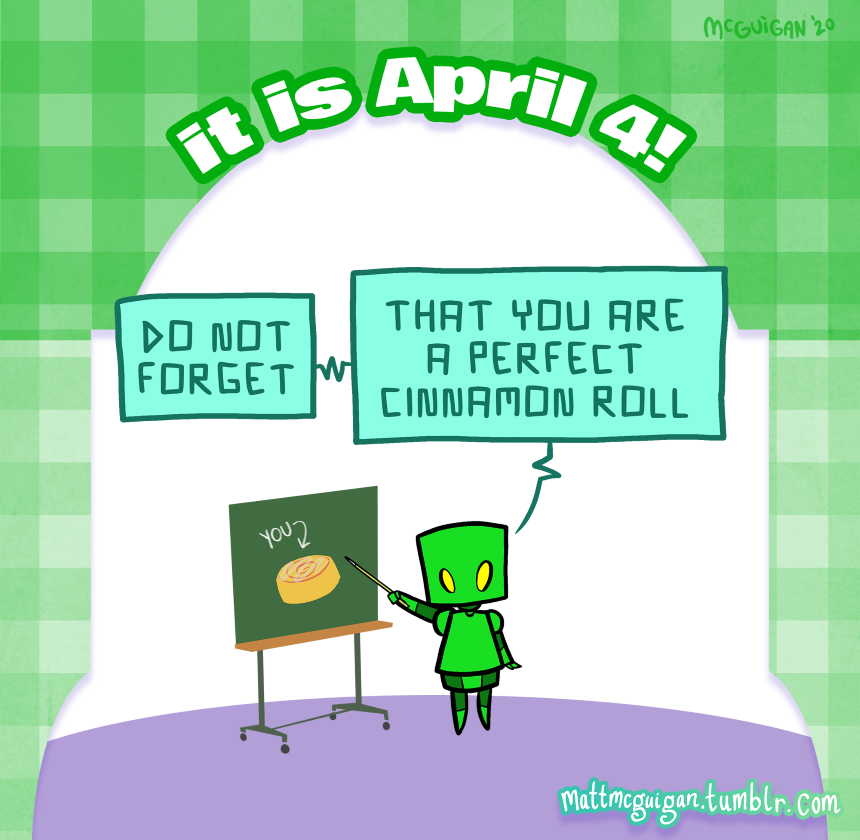 McGUiGAN '20
it is April 4!
DO NOT
FORGET
THAT YOU ARE
A PERFECT
CINNAMON ROLL
YOU
mattmcguigan.tumblr.com